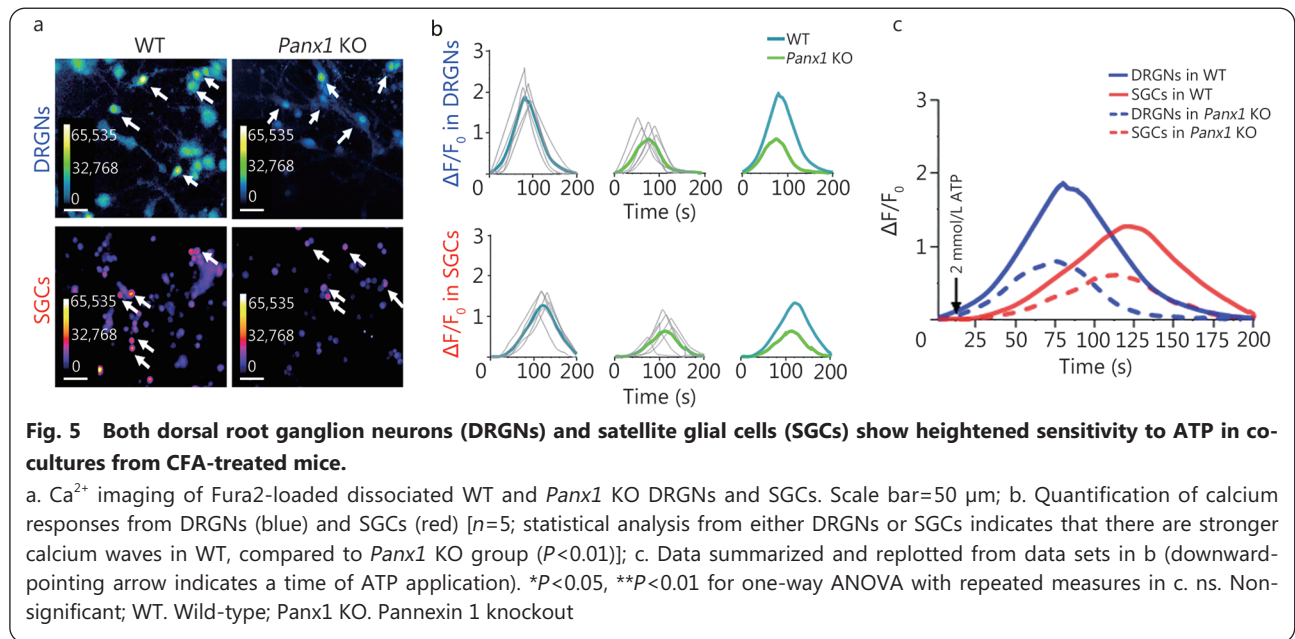 a
WT
Panx1 KO
DRGNs
65,535
32,768
0
65,535
32,768
0
SGCs
65,535
32,768
0
65,535
32,768
0
b
WT
Panx1 KO
ΔF/F₀ in DRGNs
3
2
1
0 100 200
0 100 200
0 100 200
Time (s)
Time (s)
ΔF/F₀ in SGCs
3
2
1
0
0 100 200
0 100 200
0 100 200
Time (s)
Time (s)
c
DRGNs in WT
SGCs in WT
DRGNs in Panx1 KO
SGCs in Panx1 KO
ΔF/F₀
3
2
1
0
2 mmol/L ATP
0 25 50 75 100 125 150 175 200
Time (s)
Fig. 5 Both dorsal root ganglion neurons (DRGNs) and satellite glial cells (SGCs) show heightened sensitivity to ATP in co-
cultures from CFA-treated mice.
a. Ca²⁺ imaging of Fura2-loaded dissociated WT and Panx1 KO DRGNs and SGCs. Scale bar=50 μm; b. Quantification of calcium
responses from DRGNs (blue) and SGCs (red) [n=5; statistical analysis from either DRGNs or SGCs indicates that there are stronger
calcium waves in WT, compared to Panx1 KO group (P<0.01)]; c. Data summarized and replotted from data sets in b (downward-
pointing arrow indicates a time of ATP application). *P<0.05, **P<0.01 for one-way ANOVA with repeated measures in c. ns. Non-
significant; WT. Wild-type; Panx1 KO. Pannexin 1 knockout